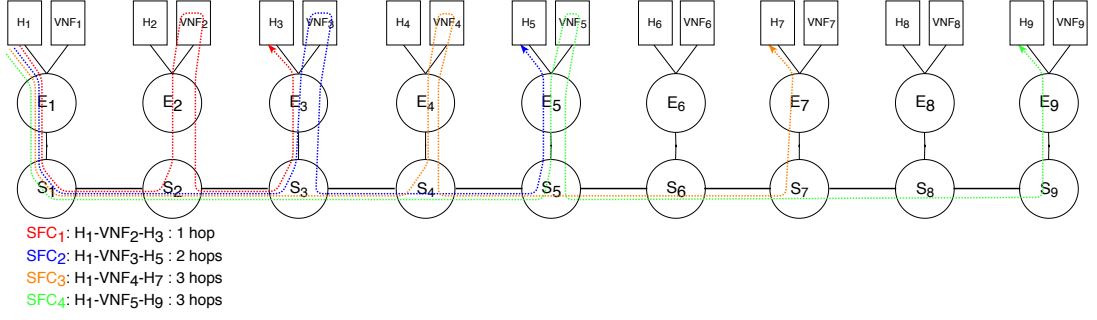 H1 VNF1 H2 VNF2 H3 VNF3 H4 VNF4 H5 VNF5 H6 VNF6 H7 VNF7 H8 VNF8 H9 VNF9
E1 E2 E3 E4 E5 E6 E7 E8 E9
S1 S2 S3 S4 S5 S6 S7 S8 S9
SFC1: H1-VNF2-H3 : 1 hop
SFC2: H1-VNF3-H5 : 2 hops
SFC3: H1-VNF4-H7 : 3 hops
SFC4: H1-VNF5-H9 : 3 hops